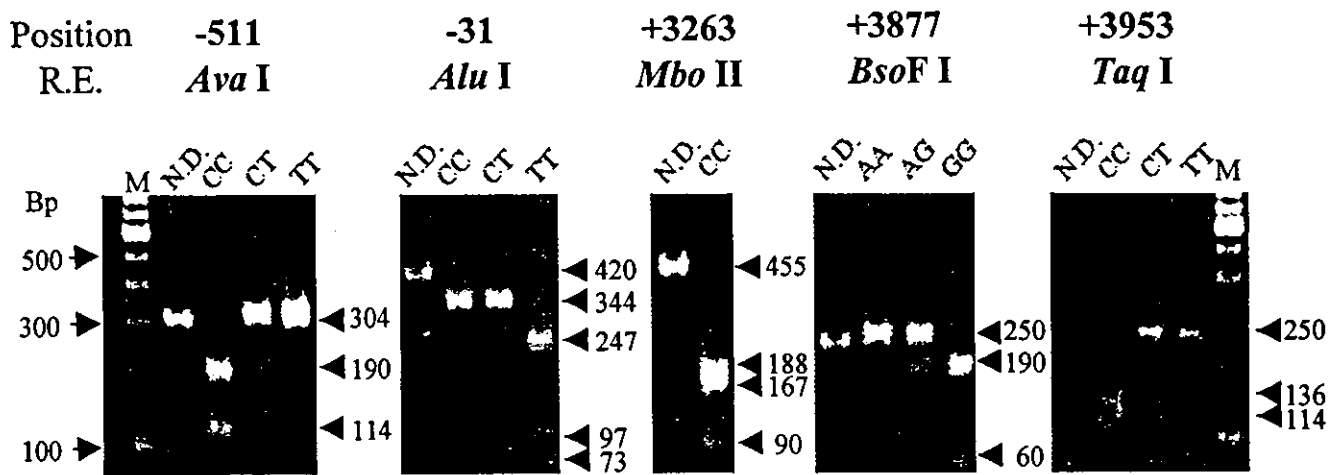 Position -511 -31 +3263 +3877 +3953
R.E. Ava I Alu I Mbo II BsoF I Taq I
M N.D. CC CT TT N.D. CC CT TT N.D. CC N.D. AA AG GG N.D. CC CT TT M
Bp
500 420 455
344
300 304 250 250
247
190 188 190
167 136
114 114
97 90
100 73 60